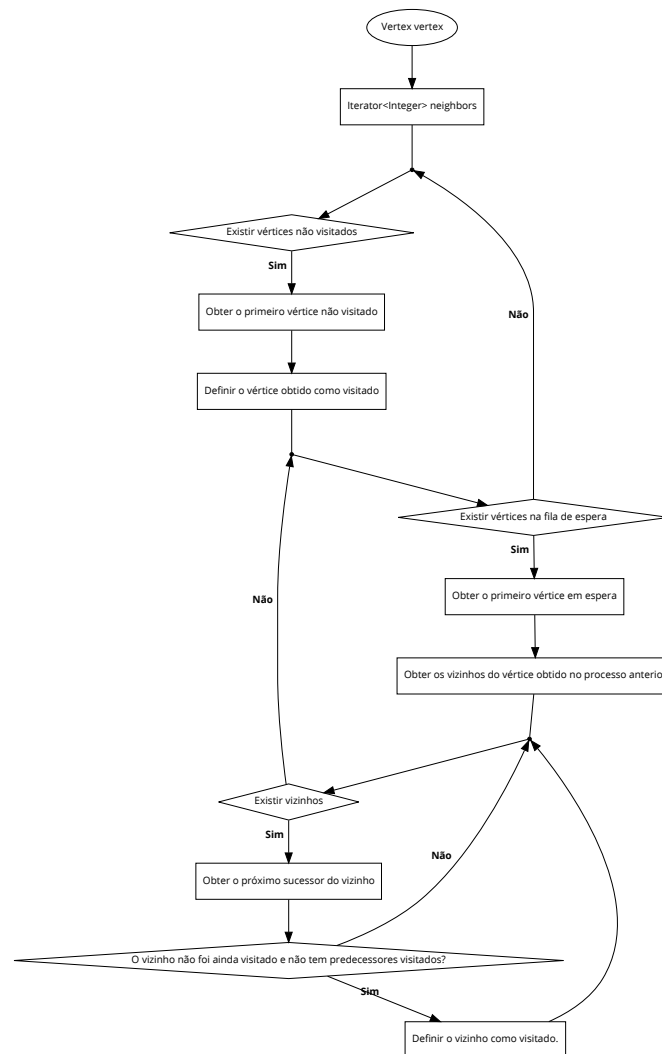 Vertex vertex
Iterator<Integer> neighbors
Existir vértices não visitados
Sim
Obter o primeiro vértice não visitado
Não
Definir o vértice obtido como visitado
Existir vértices na fila de espera
Sim
Obter o primeiro vértice em espera
Não
Obter os vizinhos do vértice obtido no processo anterio
Existir vizinhos
Sim
Obter o próximo sucessor do vizinho
Não
O vizinho não foi ainda visitado e não tem predecessores visitados?
Sim
Definir o vizinho como visitado.